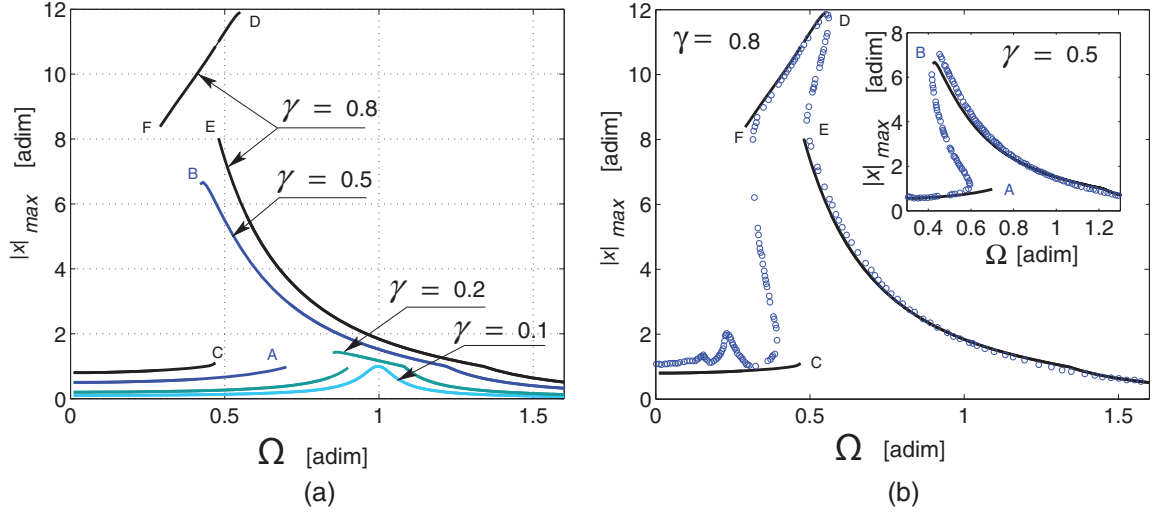 12
10
8
6
4
2
0
|x| max [adim]
D
F
E
B
C
A
γ = 0.8
γ = 0.5
γ = 0.2
γ = 0.1
0 0.5 1 1.5
Ω [adim]
(a)
12
10
8
6
4
2
0
|x| max [adim]
γ = 0.8
D
F
E
C
0 0.5 1 1.5
Ω [adim]
(b)
8
6
4
2
0
|x| max [adim]
γ = 0.5
B
A
0.4 0.6 0.8 1 1.2
Ω [adim]